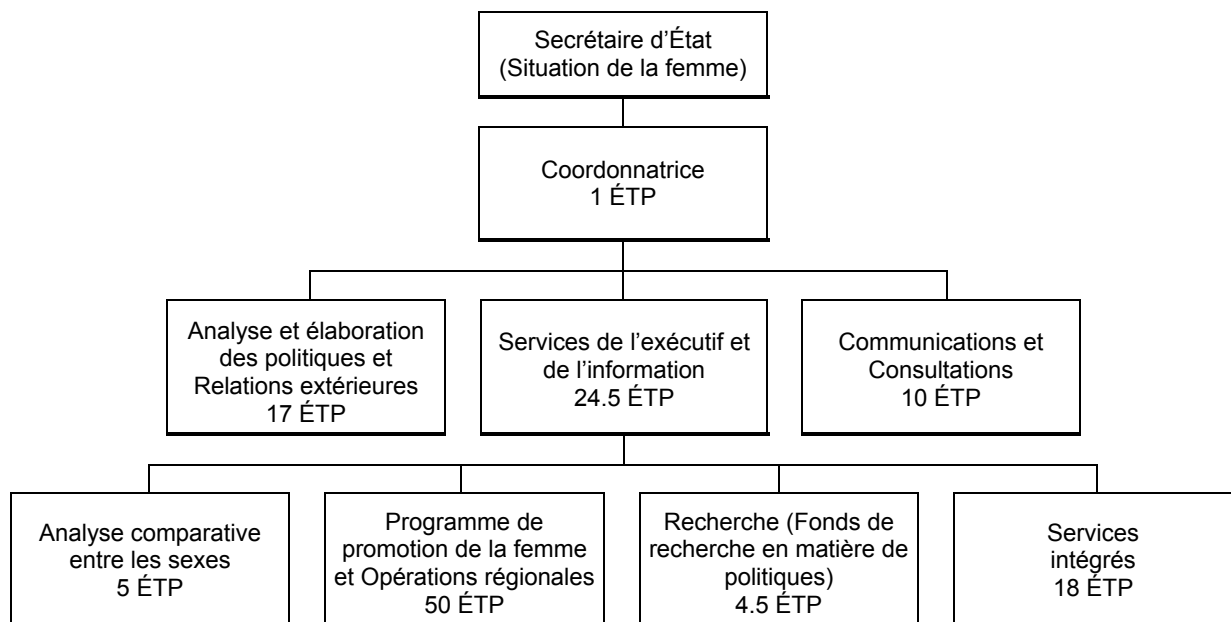 Secrétaire d’État
(Situation de la femme)
Coordonnatrice
1 ÉTP
Analyse et élaboration
des politiques et
Relations extérieures
17 ÉTP
Services de l’exécutif et
de l’information
24.5 ÉTP
Communications et
Consultations
10 ÉTP
Analyse comparative
entre les sexes
5 ÉTP
Programme de
promotion de la femme
et Opérations régionales
50 ÉTP
Recherche (Fonds de
recherche en matière de
politiques)
4.5 ÉTP
Services
intégrés
18 ÉTP